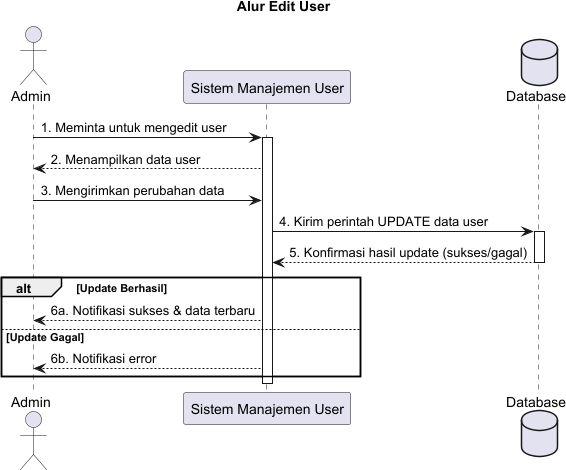 Alur Edit User
Admin
Sistem Manajemen User
Database
1. Meminta untuk mengedit user
2. Menampilkan data user
3. Mengirimkan perubahan data
4. Kirim perintah UPDATE data user
5. Konfirmasi hasil update (sukses/gagal)
alt [Update Berhasil]
6a. Notifikasi sukses & data terbaru
[Update Gagal]
6b. Notifikasi error
Admin
Sistem Manajemen User
Database